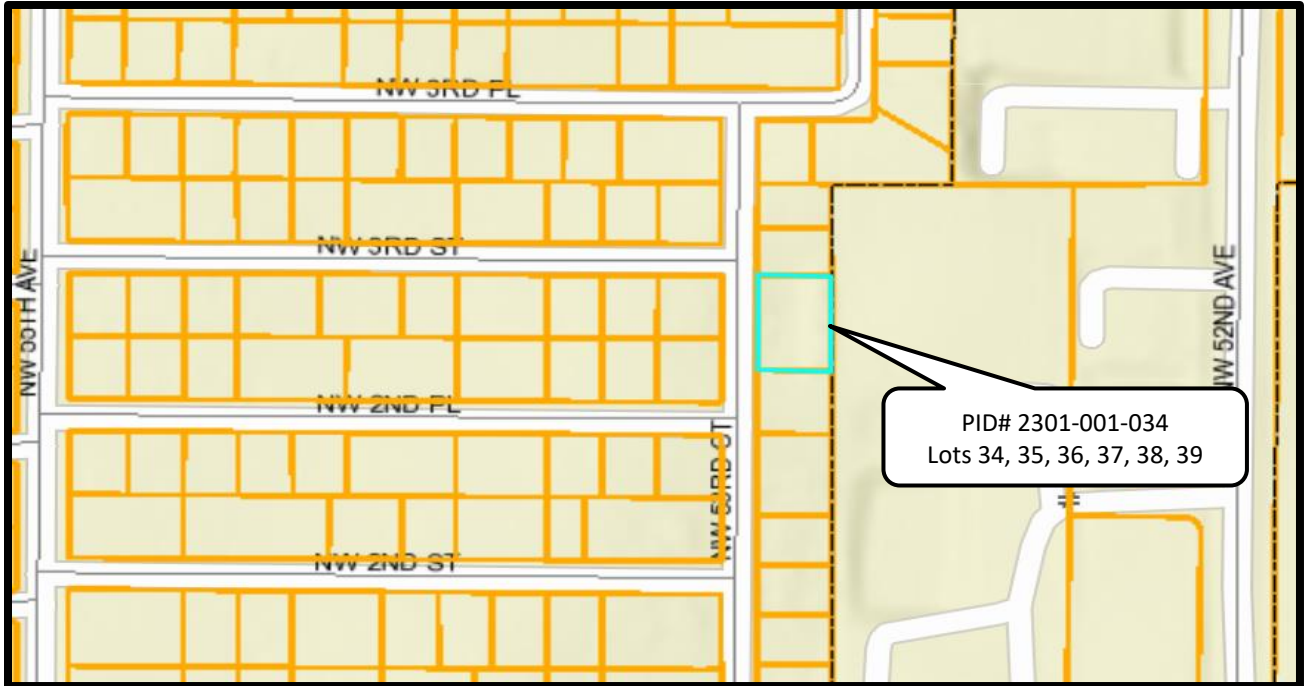 NW 3RD PL
NW 3RD ST
NW 55TH AVE
NW 52ND AVE
NW 2ND PL
PID# 2301-001-034
Lots 34, 35, 36, 37, 38, 39
NW 53RD CT
NW 2ND ST